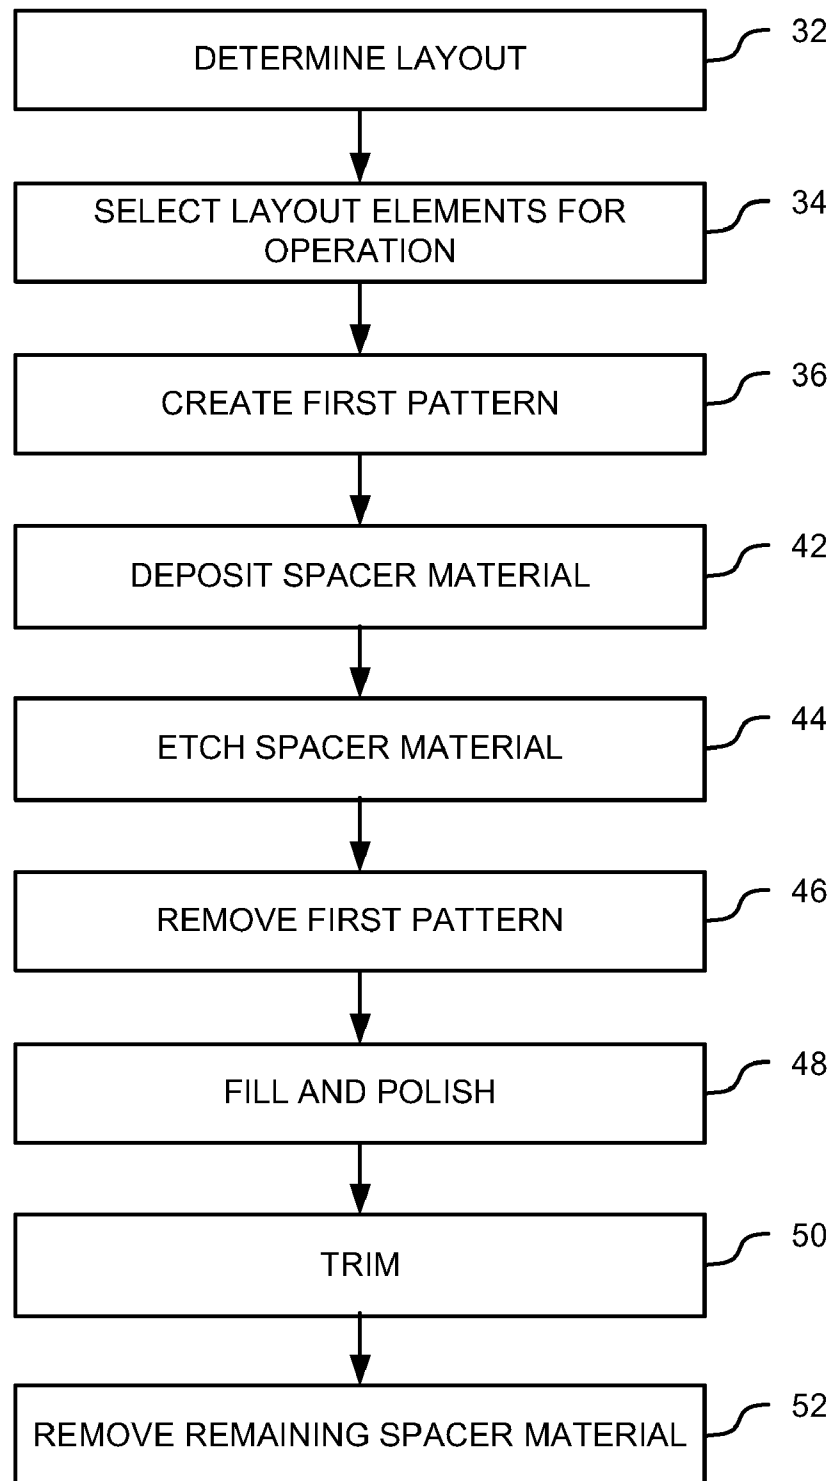 DETERMINE LAYOUT
32
SELECT LAYOUT ELEMENTS FOR
OPERATION
34
CREATE FIRST PATTERN
36
DEPOSIT SPACER MATERIAL
42
ETCH SPACER MATERIAL
44
REMOVE FIRST PATTERN
46
FILL AND POLISH
48
TRIM
50
REMOVE REMAINING SPACER MATERIAL
52